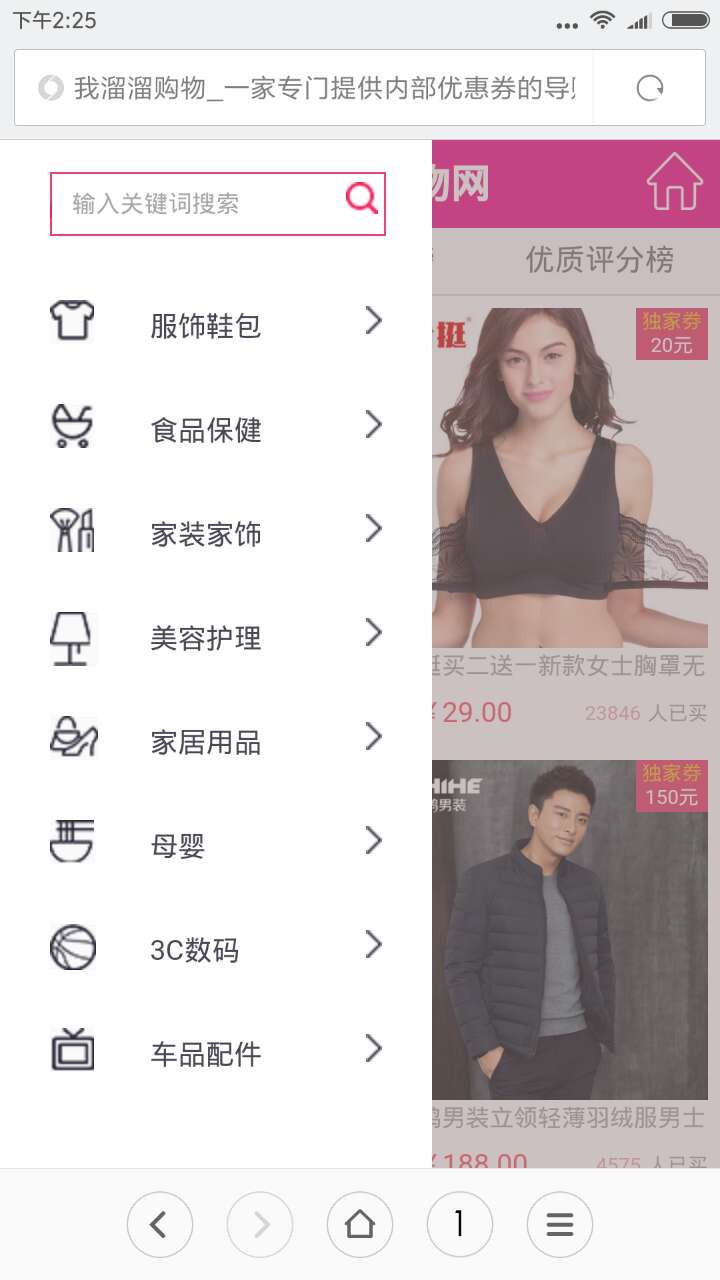 下午2:25
我溜溜购物_一家专门提供内部优惠券的导
物网
输入关键词搜索
优质评分榜
服饰鞋包
食品保健
家装家饰
美容护理
家居用品
母婴
3C数码
车品配件
挺
独家券
20元
挺买二送一新款女士胸罩无
¥29.00
23846 人已买
HIHE
男装
独家券
150元
男装立领轻薄羽绒服男士
¥188.00
4575 人已买
1